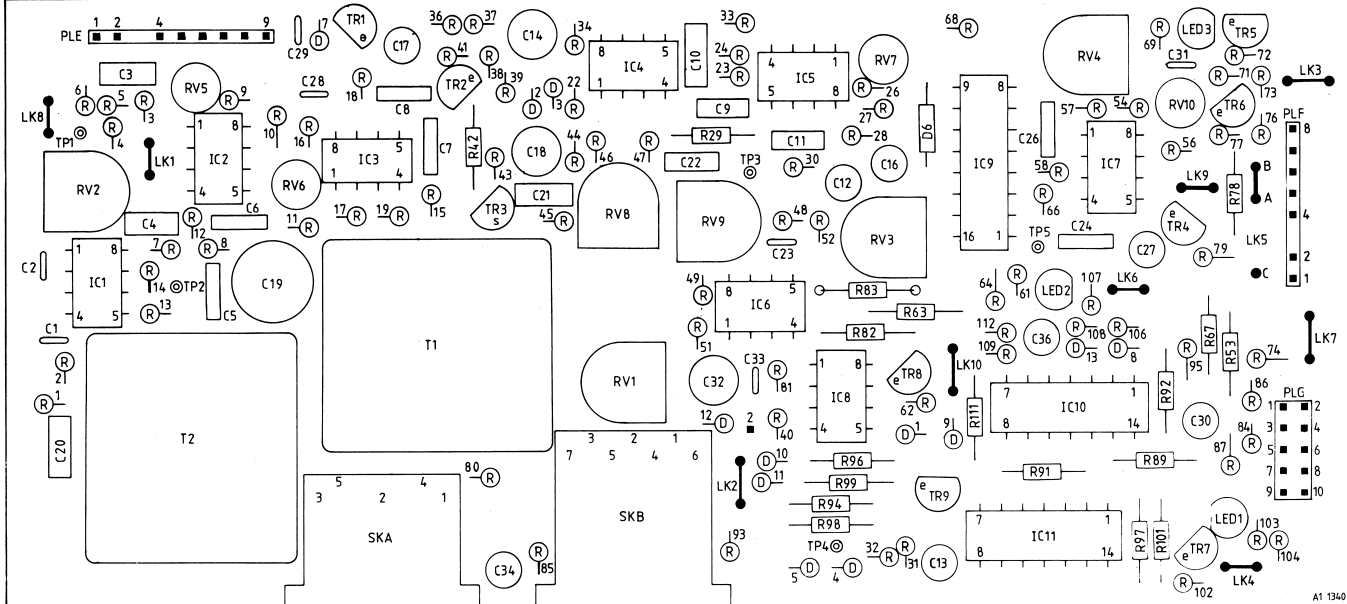 1 2 4 9
PLE
C29
7
D
TR1
e
C17
36 R R 37
R 41
C14
34
R
8 5
IC4
1 4
C10
33
R
24 R
23 R
4 5
IC5
1 8
RV7
R
26
27 R
R 28
68 R
RV4
R
69
LED3
e
TR5
R
72
C31
C3
RV5
R 9
6
R R
5
R
3
LK8
TP1
R
4
LK1
C28
R
18
TR2
e
R
38
R
39
C8
D
2
D
3
22
R
C9
R29
C11
D6
9 8
IC9
16 1
C26
57 R
54 R
RV10
R
71
R
73
LK3
TR6
e
R
76
R
77
PLF
8
4
2
1
1 8
IC2
4 5
R
10
R
16
8 5
IC3
1 4
C7
R42
C18
44
R
R
46
47
R
C22
TP3
R 30
C16
C12
58 R
R
66
1 8
IC7
4 5
R
56
LK9
R78
B
A
LK5
C
RV2
C4
R
12
C6
RV6
11 R
17 R
19 R
R
15
R
43
TR3
s
C21
45 R
RV8
RV9
R 48
R
52
C23
RV3
TP5
C24
C27
e
TR4
R
79
C2
1 8
IC1
4 5
7 R
R 8
R
14
TP2
R
13
C5
C19
49
R
8 5
IC6
1 4
R
51
R83
R63
R82
64
R
R
61
LED2
107
R
LK6
C1
R
2
R
1
C20
T2
T1
RV1
C32
C33
R
81
1 8
IC8
4 5
TR8
e
LK10
112 R
109 R
C36
R
108
R
106
D
13
D
8
R67
R53
R
95
74
R
LK7
12 D
2
R
40
62 R
D 1
9
D
R111
7 1
IC10
8 14
R92
C30
86
R
84
R
87
R
PLG
1 2
3 4
5 6
7 8
9 10
80 R
3 2 1
7 5 4 6
SKB
D 10
D 11
LK2
R96
R99
R94
R98
R91
R89
5 4
3 2 1
SKA
C34
R
85
R
93
TP4
D
5
D
4
32
R
R
31
C13
e
TR9
7 1
IC11
8 14
R97
R101
LED1
TR7
e
R
103
R
104
R
102
LK4
A1 1340